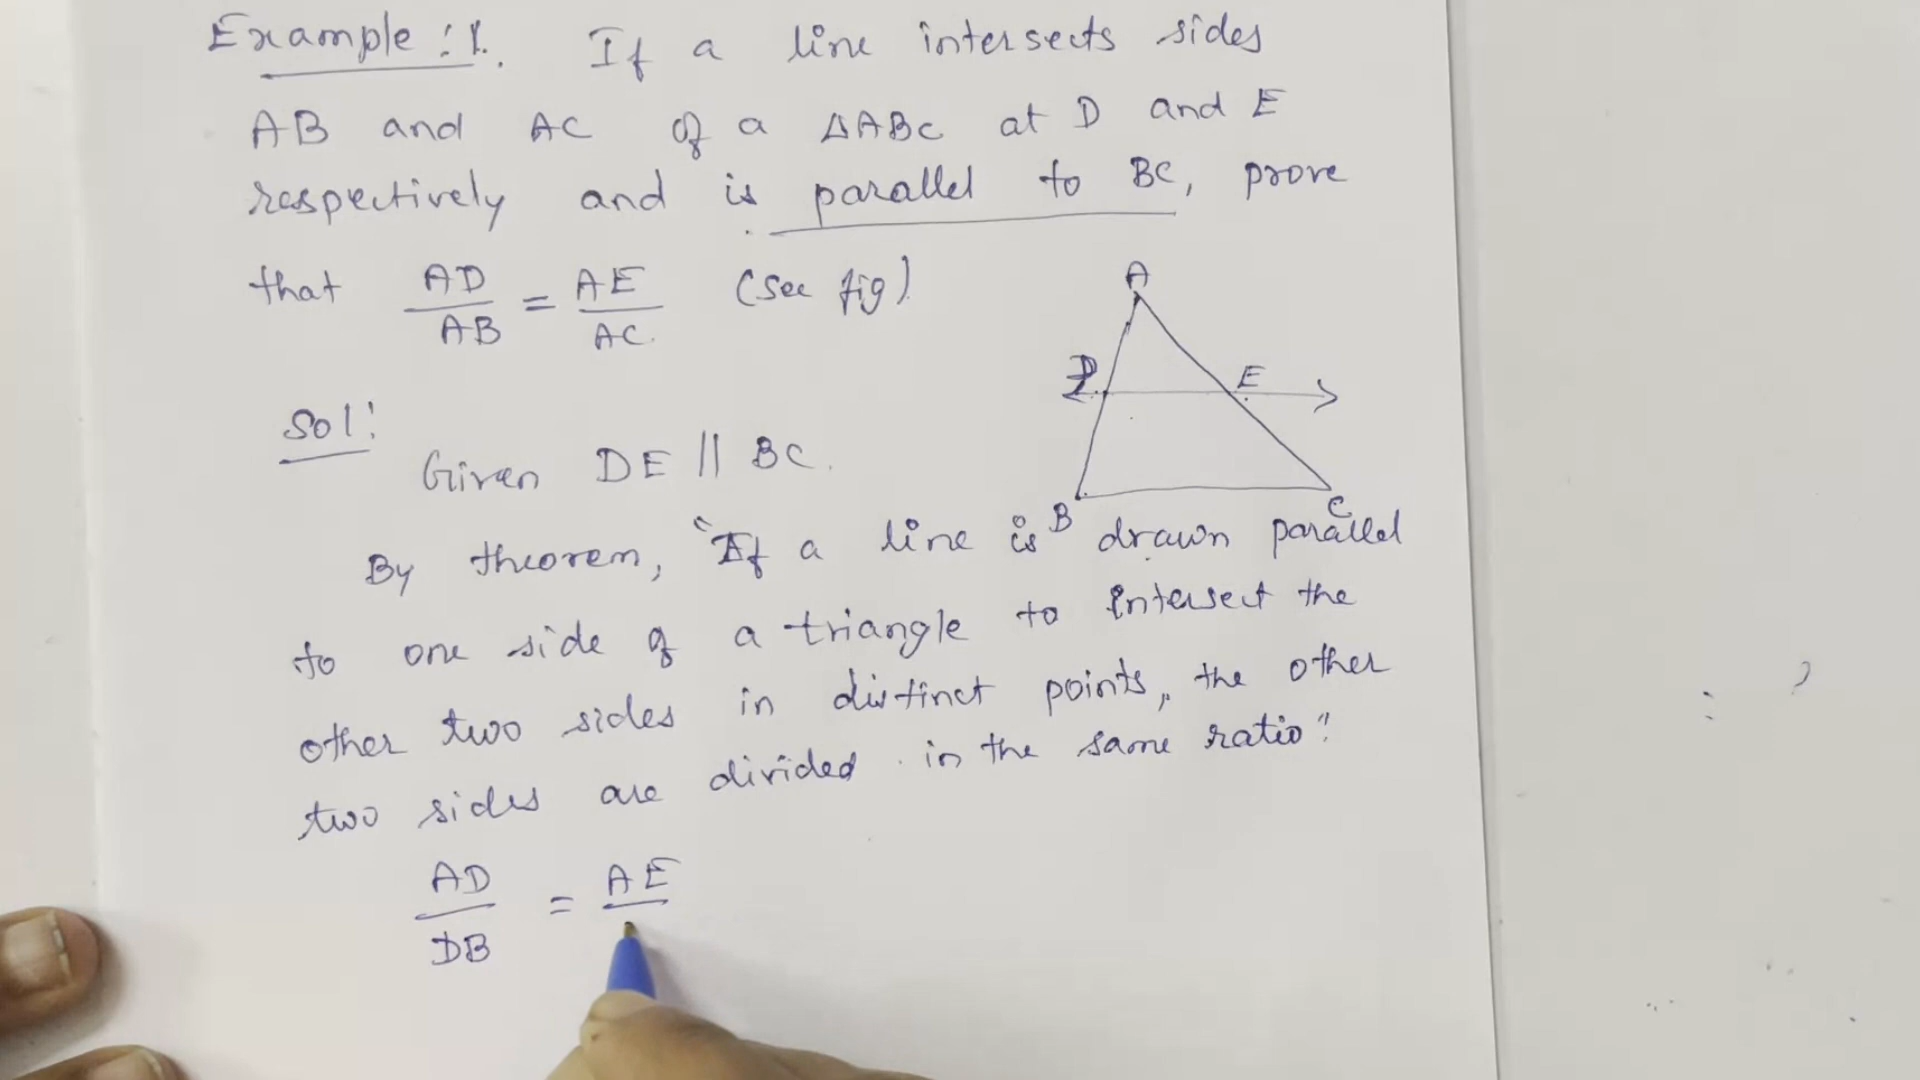 Example : 1. If a line intersects sides
AB and AC of a ΔABC at D and E
respectively and is parallel to BC, prove
that AD/AB = AE/AC (see fig)
A
D E
B C
Sol:
Given DE || BC.
By theorem, "If a line is drawn parallel
to one side of a triangle to intersect the
other two sides in distinct points, the other
two sides are divided in the same ratio"
AD/DB = AE/